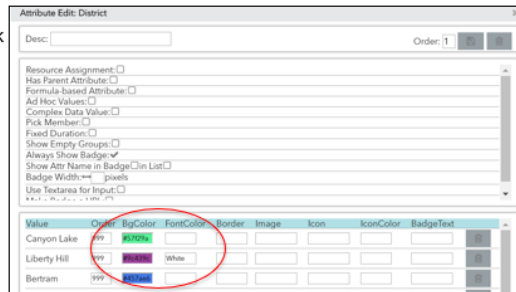 Attribute Edit: District
k
Desc:
Order: 1
Resource Assignment:
Has Parent Attribute:
Formula-based Attribute:
Ad Hoc Values:
Complex Data Value:
Pick Member:
Fixed Duration:
Show Empty Groups:
Always Show Badge:
Show Attr Name in Badge in List
Badge Width: pixels
Use Textarea for Input:
Value Order BgColor FontColor Border Image Icon IconColor BadgeText
Canyon Lake 999
Liberty Hill 999 White
Bertram 999